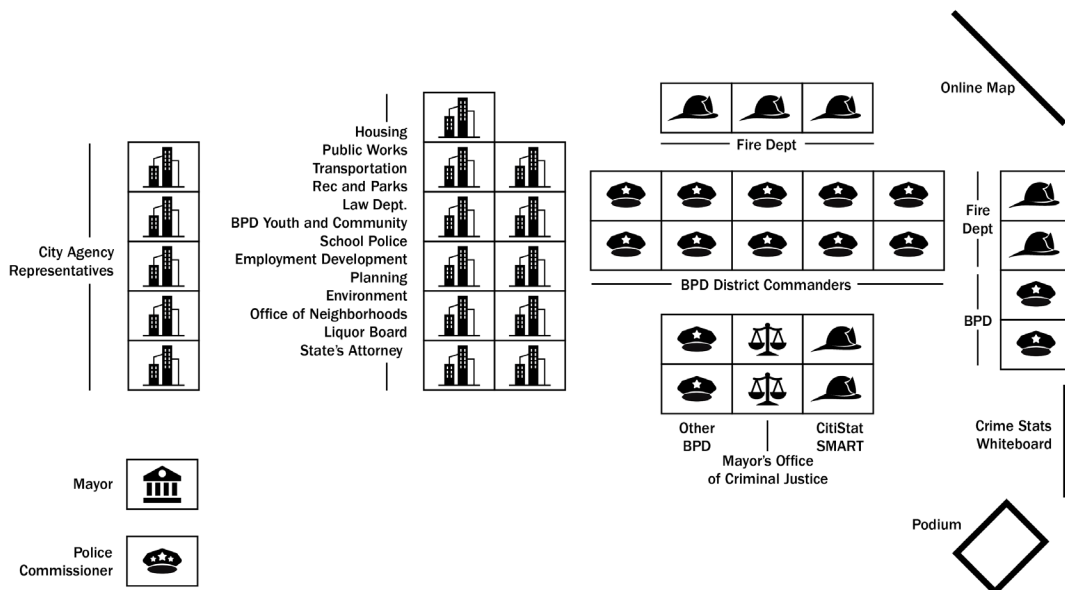 Online Map
Fire Dept
Housing
Public Works
Transportation
Rec and Parks
Law Dept.
BPD Youth and Community
School Police
Employment Development
Planning
Environment
Office of Neighborhoods
Liquor Board
State's Attorney
City Agency
Representatives
Fire
Dept
BPD District Commanders
BPD
Other
BPD
CitiStat
SMART
Mayor's Office
of Criminal Justice
Crime Stats
Whiteboard
Mayor
Podium
Police
Commissioner